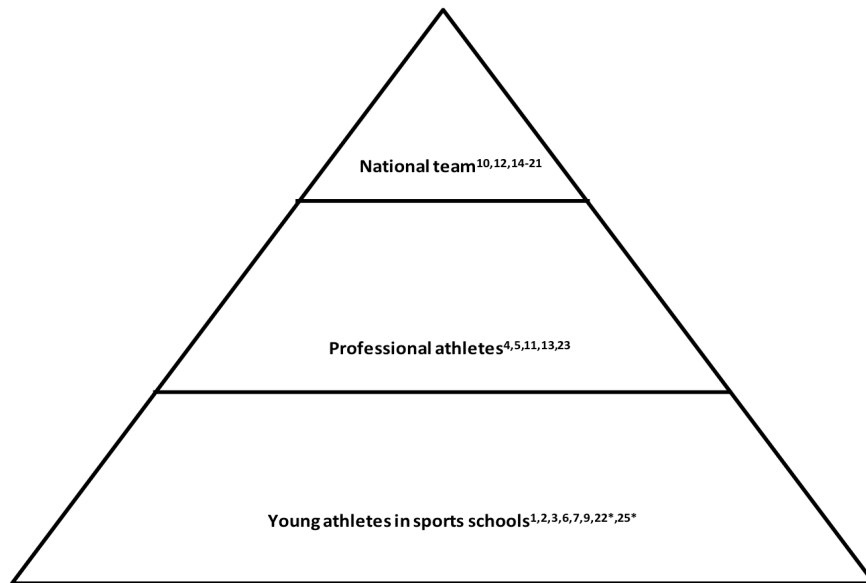 National team10,12,14-21
Professional athletes4,5,11,13,23
Young athletes in sports schools1,2,3,6,7,9,22*,25*